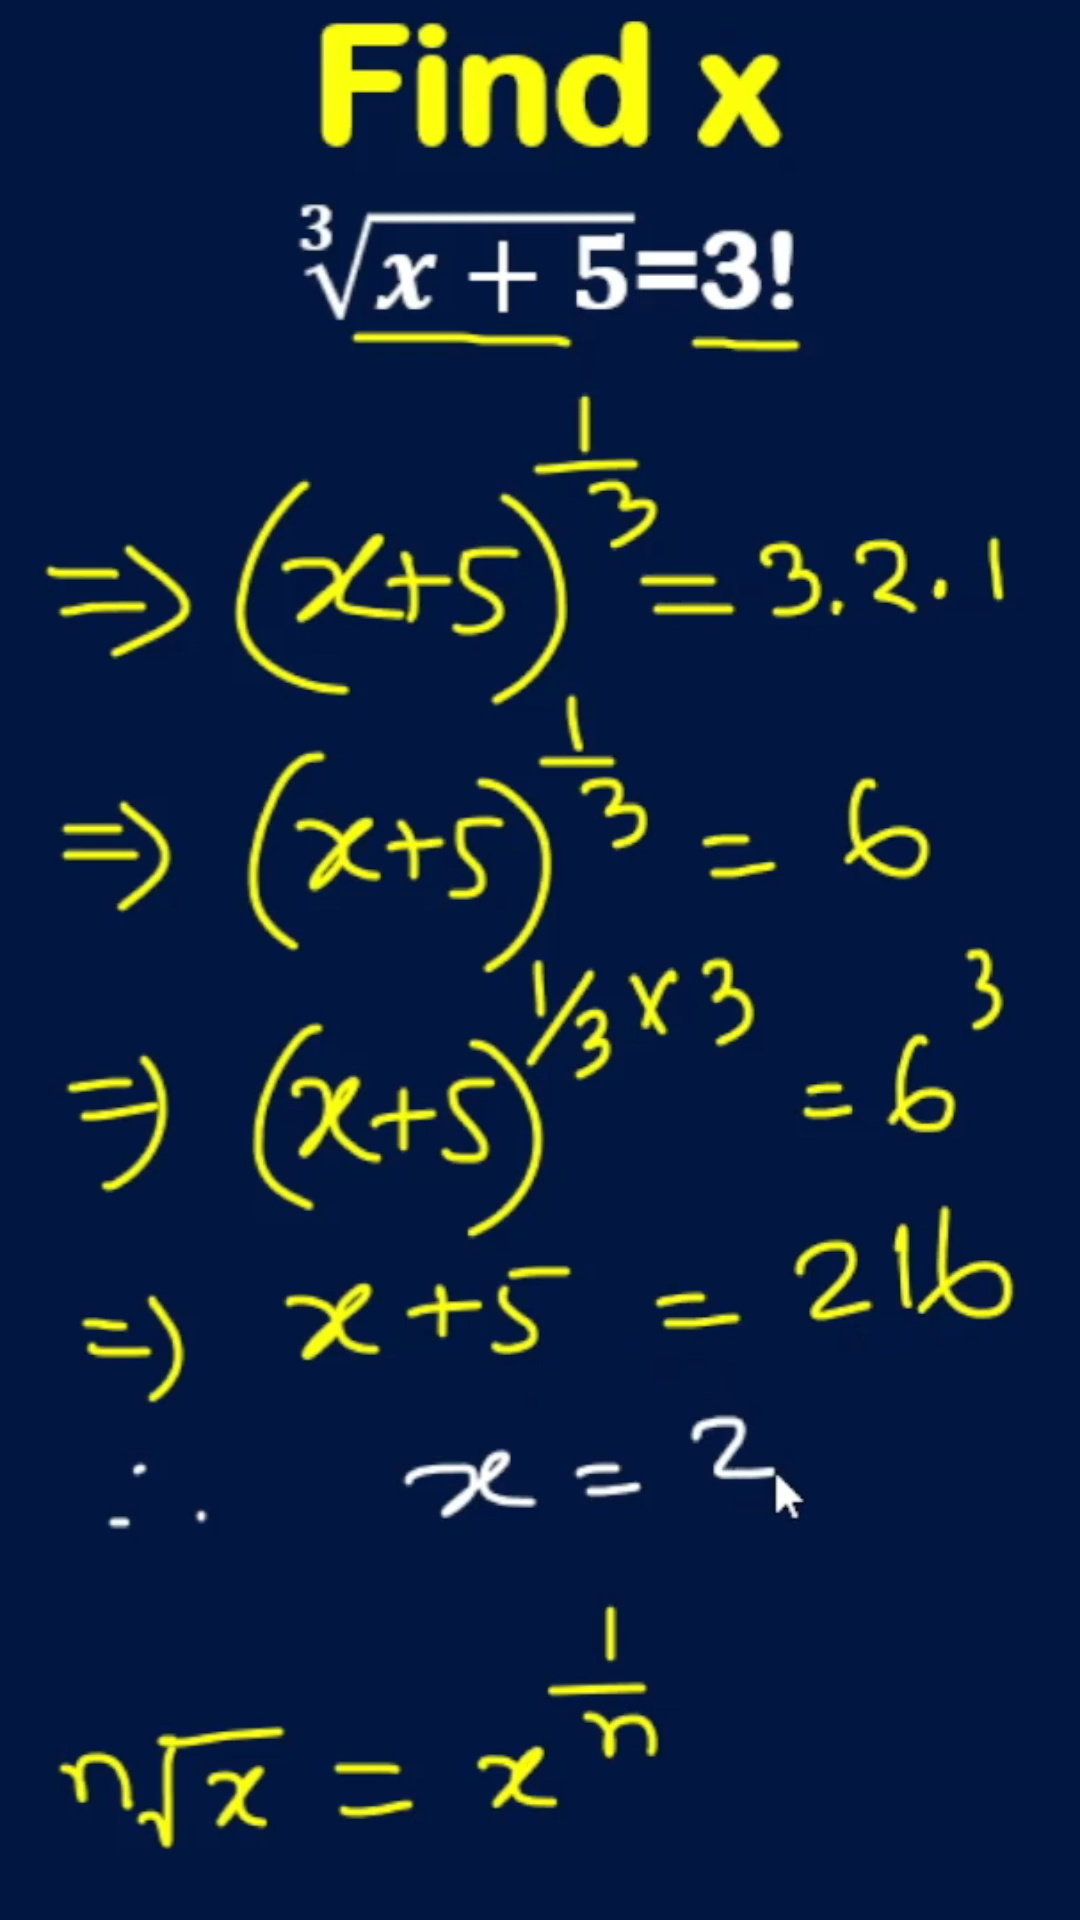 Find x
∛(x + 5)=3!
⇒ (x+5)^(1/3) = 3.2.1
⇒ (x+5)^(1/3) = 6
⇒ (x+5)^(1/3 × 3) = 6^3
⇒ x+5 = 216
∴ x = 2
ⁿ√x = x^(1/n)